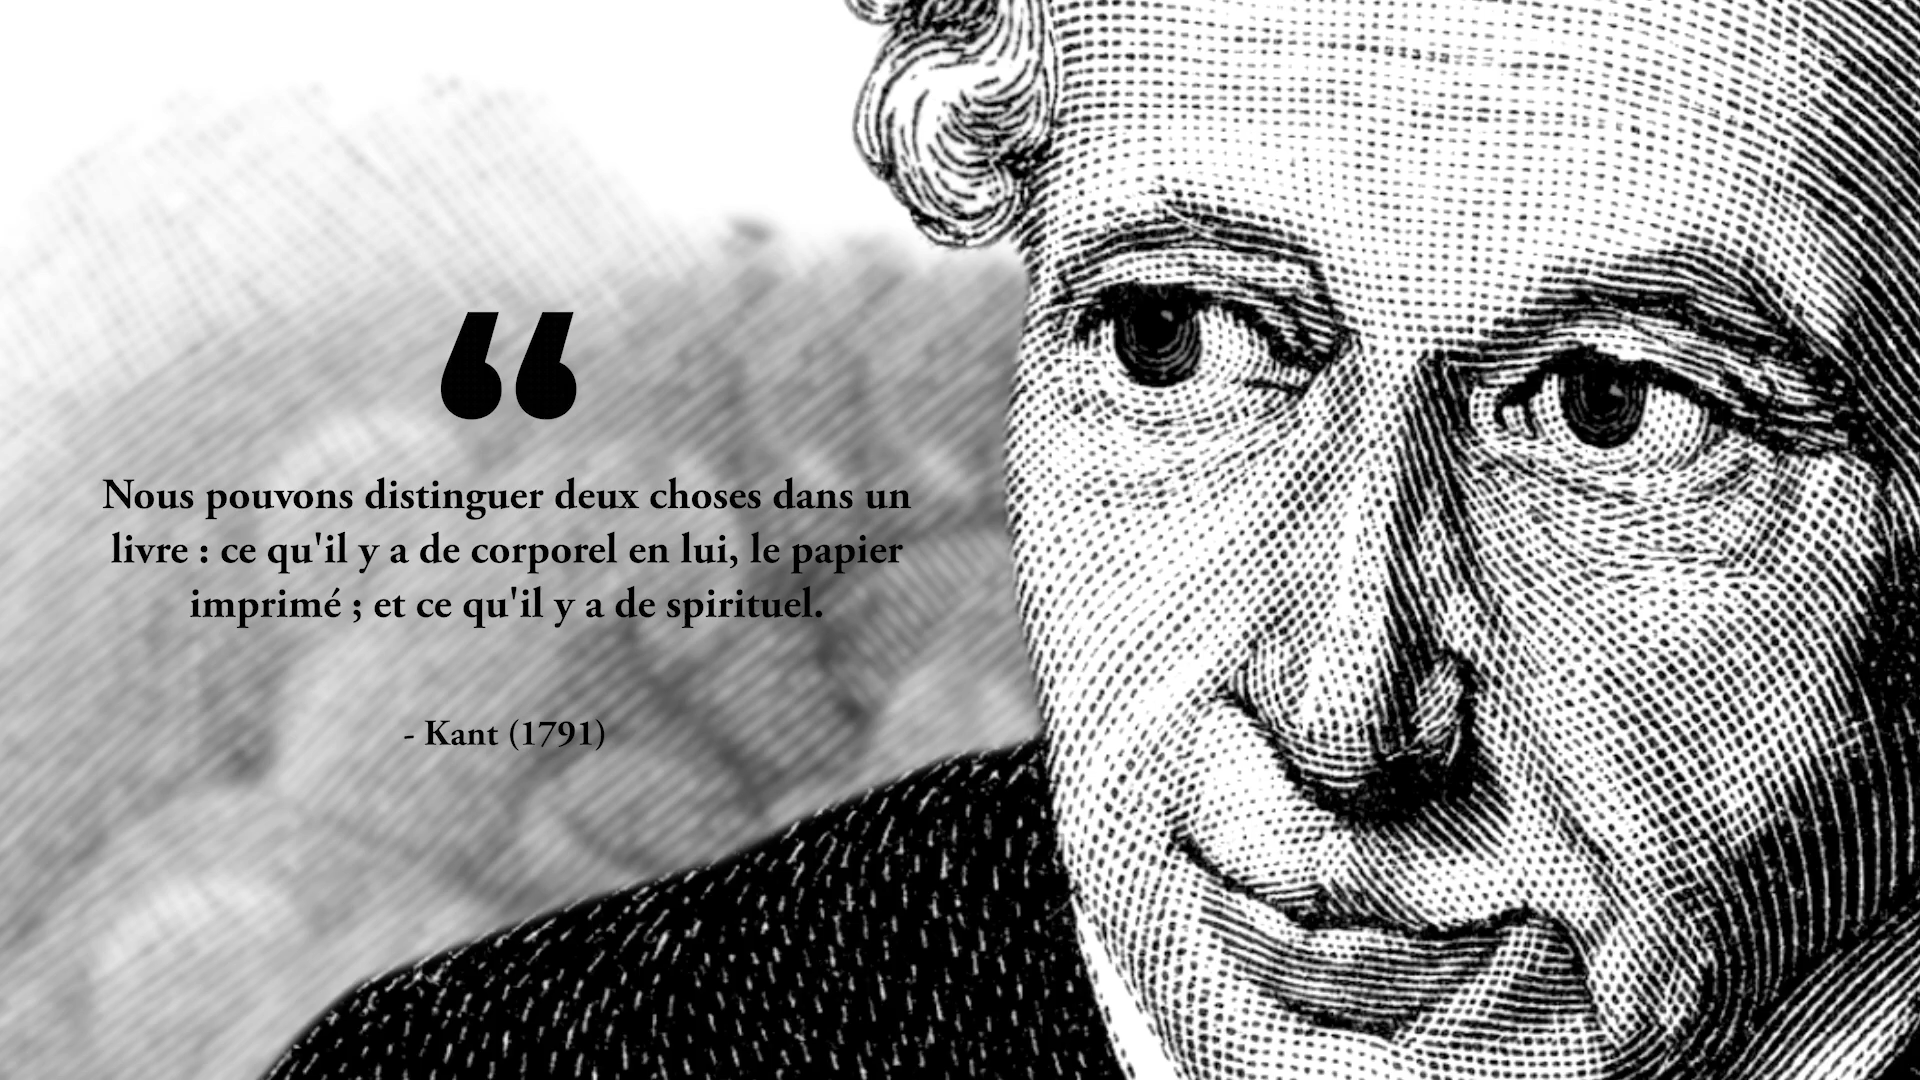 “
Nous pouvons distinguer deux choses dans un
livre : ce qu'il y a de corporel en lui, le papier
imprimé ; et ce qu'il y a de spirituel.
- Kant (1791)